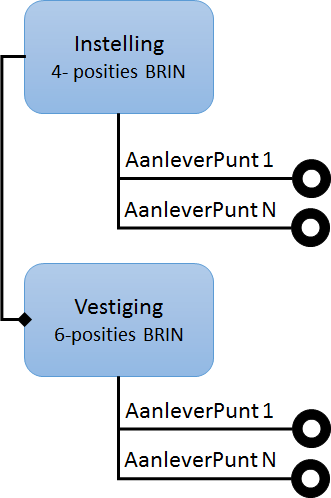 Instelling
4- posities BRIN
AanleverPunt 1
AanleverPunt N
Vestiging
6-posities BRIN
AanleverPunt 1
AanleverPunt N